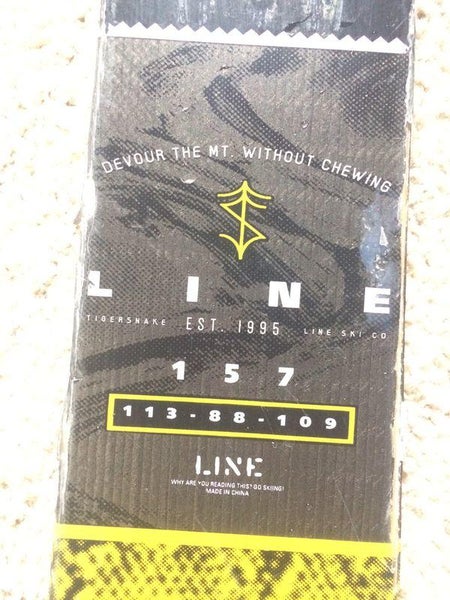 DEVOUR THE MT. WITHOUT CHEWING
LINE
TIGERSNAKE EST. 1995 LINE SKI CO
157
113-88-109
LINE
WHY ARE YOU READING THIS? GO SKIING!
MADE IN CHINA